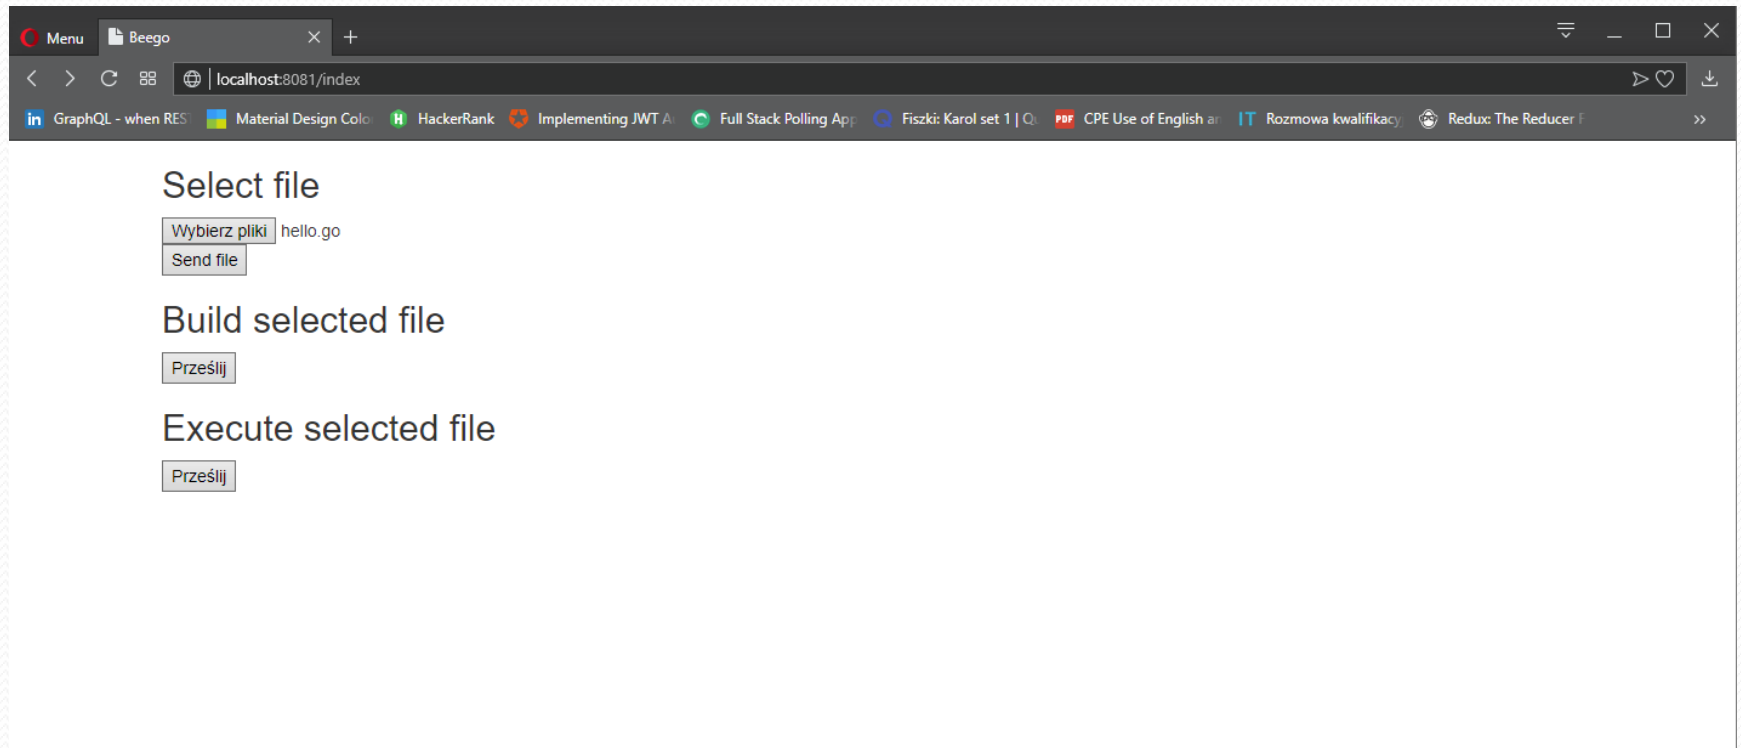 Menu Beego
localhost:8081/index
GraphQL - when RES Material Design Colo HackerRank Implementing JWT A Full Stack Polling App Fiszki: Karol set 1 | Q CPE Use of English an Rozmowa kwalifikacy Redux: The Reducer
Select file
Wybierz pliki hello.go
Send file
Build selected file
Prześlij
Execute selected file
Prześlij